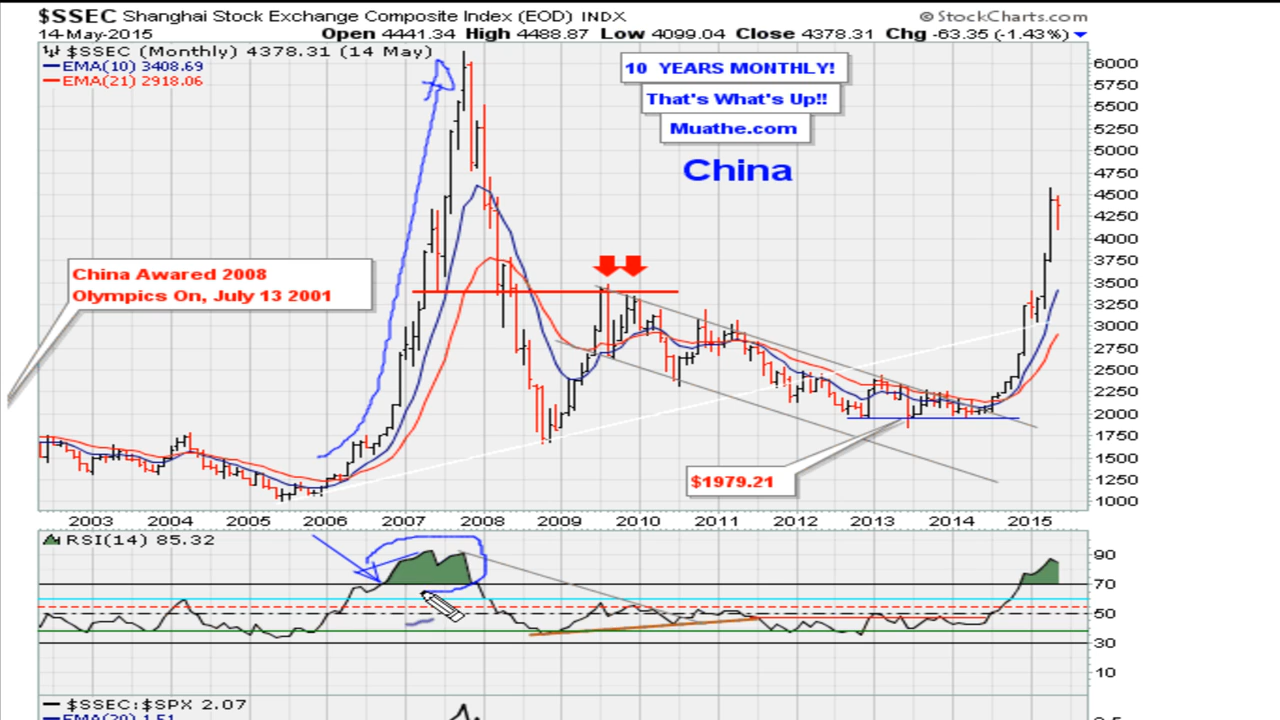 $SSEC Shanghai Stock Exchange Composite Index (EOD) INDX
© StockCharts.com
14-May-2015
Open 4441.34 High 4488.87 Low 4099.04 Close 4378.31 Chg -63.35 (-1.43%)
$SSEC (Monthly) 4378.31 (14 May)
EMA(10) 3408.69
EMA(21) 2918.06
10 YEARS MONTHLY!
That's What's Up!!
Muathe.com
China
China Awared 2008
Olympics On, July 13 2001
$1979.21
6000
5750
5500
5250
5000
4750
4500
4250
4000
3750
3500
3250
3000
2750
2500
2250
2000
1750
1500
1250
1000
2003 2004 2005 2006 2007 2008 2009 2010 2011 2012 2013 2014 2015
RSI(14) 85.32
90
70
50
30
10
$SSEC:$SPX 2.07